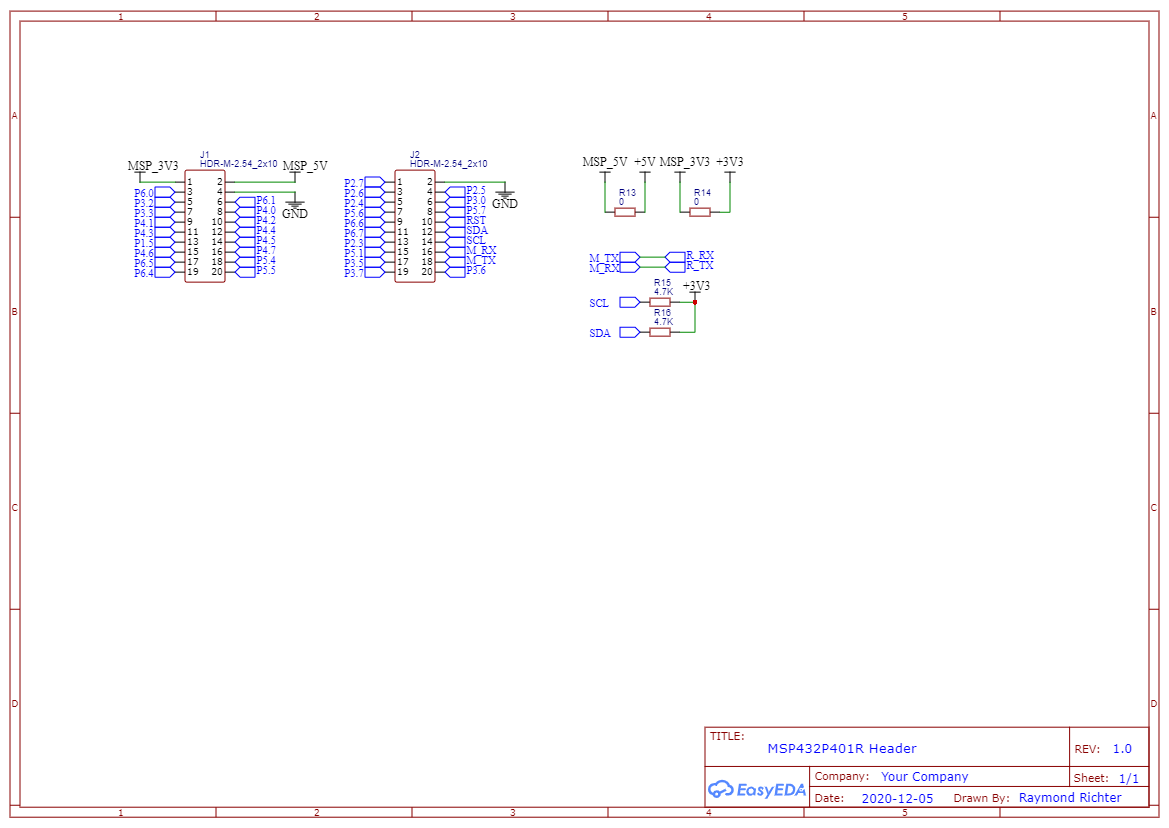 1 2 3 4 5
A A
B B
C C
D D
1 2 3 4 5
J1
HDR-M-2.54_2x10
MSP_3V3 MSP_5V
1 2
P6.0 3 4
P3.2 5 6 P6.1
GND
P3.3 7 8 P4.0
P4.1 9 10 P4.2
P4.3 11 12 P4.4
P1.5 13 14 P4.5
P4.6 15 16 P4.7
P6.5 17 18 P5.4
P6.4 19 20 P5.5
J2
HDR-M-2.54_2x10
P2.7 1 2
P2.6 3 4 P2.5
P2.4 5 6 P3.0
GND
P5.6 7 8 P5.7
P6.6 9 10 RST
P6.7 11 12 SDA
P2.3 13 14 SCL
P5.1 15 16 M_RX
P3.5 17 18 M_TX
P3.7 19 20 P3.6
MSP_5V +5V MSP_3V3 +3V3
R13 R14
0 0
M_TX R_RX
M_RX R_TX
R15
4.7K
+3V3
SCL
R16
4.7K
SDA
TITLE:
MSP432P401R Header
REV: 1.0
EasyEDA
Company: Your Company
Sheet: 1/1
Date: 2020-12-05 Drawn By: Raymond Richter